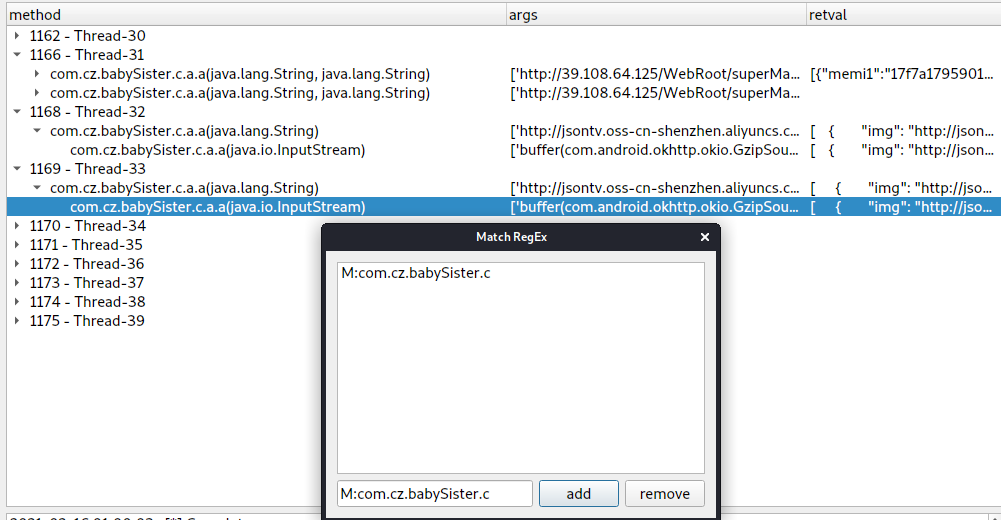 method args retval
1162 - Thread-30
1166 - Thread-31
com.cz.babySister.c.a.a(java.lang.String, java.lang.String) ['http://39.108.64.125/WebRoot/superMa... [{"memi1":"17f7a1795901...
com.cz.babySister.c.a.a(java.lang.String, java.lang.String) ['http://39.108.64.125/WebRoot/superMa...
1168 - Thread-32
com.cz.babySister.c.a.a(java.lang.String) ['http://jsontv.oss-cn-shenzhen.aliyuncs.c... [ { "img": "http://json...
com.cz.babySister.c.a.a(java.io.InputStream) ['buffer(com.android.okhttp.okio.GzipSou... [ { "img": "http://json...
1169 - Thread-33
com.cz.babySister.c.a.a(java.lang.String) ['http://jsontv.oss-cn-shenzhen.aliyuncs.c... [ { "img": "http://jso...
com.cz.babySister.c.a.a(java.io.InputStream) ['buffer(com.android.okhttp.okio.GzipSou... [ { "img": "http://jso...
1170 - Thread-34
1171 - Thread-35
1172 - Thread-36
1173 - Thread-37
1174 - Thread-38
1175 - Thread-39
Match RegEx
M:com.cz.babySister.c
M:com.cz.babySister.c add remove